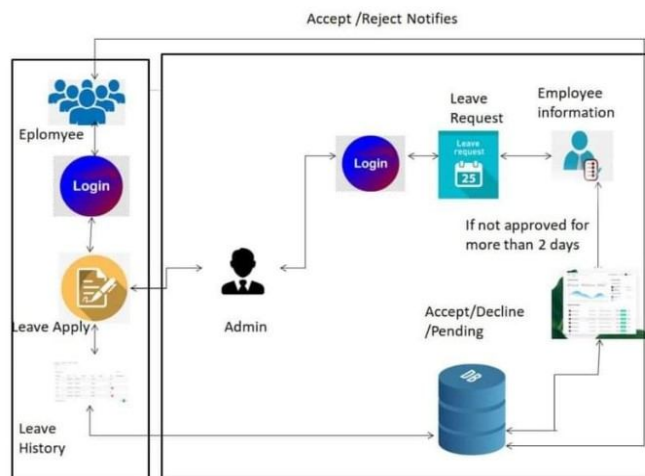 Accept /Reject Notifies
Eplomyee
Login
Leave Apply
Leave
History
Admin
Login
Leave
Request
Leave
request
25
Employee
information
If not approved for
more than 2 days
Accept/Decline
/Pending
DB